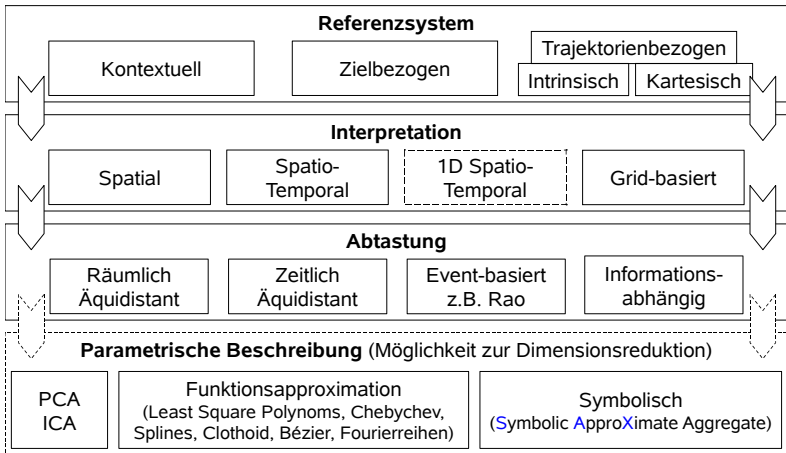 Referenzsystem
Kontextuell
Zielbezogen
Trajektorienbezogen
Intrinsisch
Kartesisch
Interpretation
Spatial
Spatio-
Temporal
1D Spatio-
Temporal
Grid-basiert
Abtastung
Räumlich
Äquidistant
Zeitlich
Äquidistant
Event-basiert
z.B. Rao
Informations-
abhängig
Parametrische Beschreibung (Möglichkeit zur Dimensionsreduktion)
PCA
ICA
Funktionsapproximation
(Least Square Polynoms, Chebychev,
Splines, Clothoid, Bézier, Fourierreihen)
Symbolisch
(Symbolic ApproXimate Aggregate)